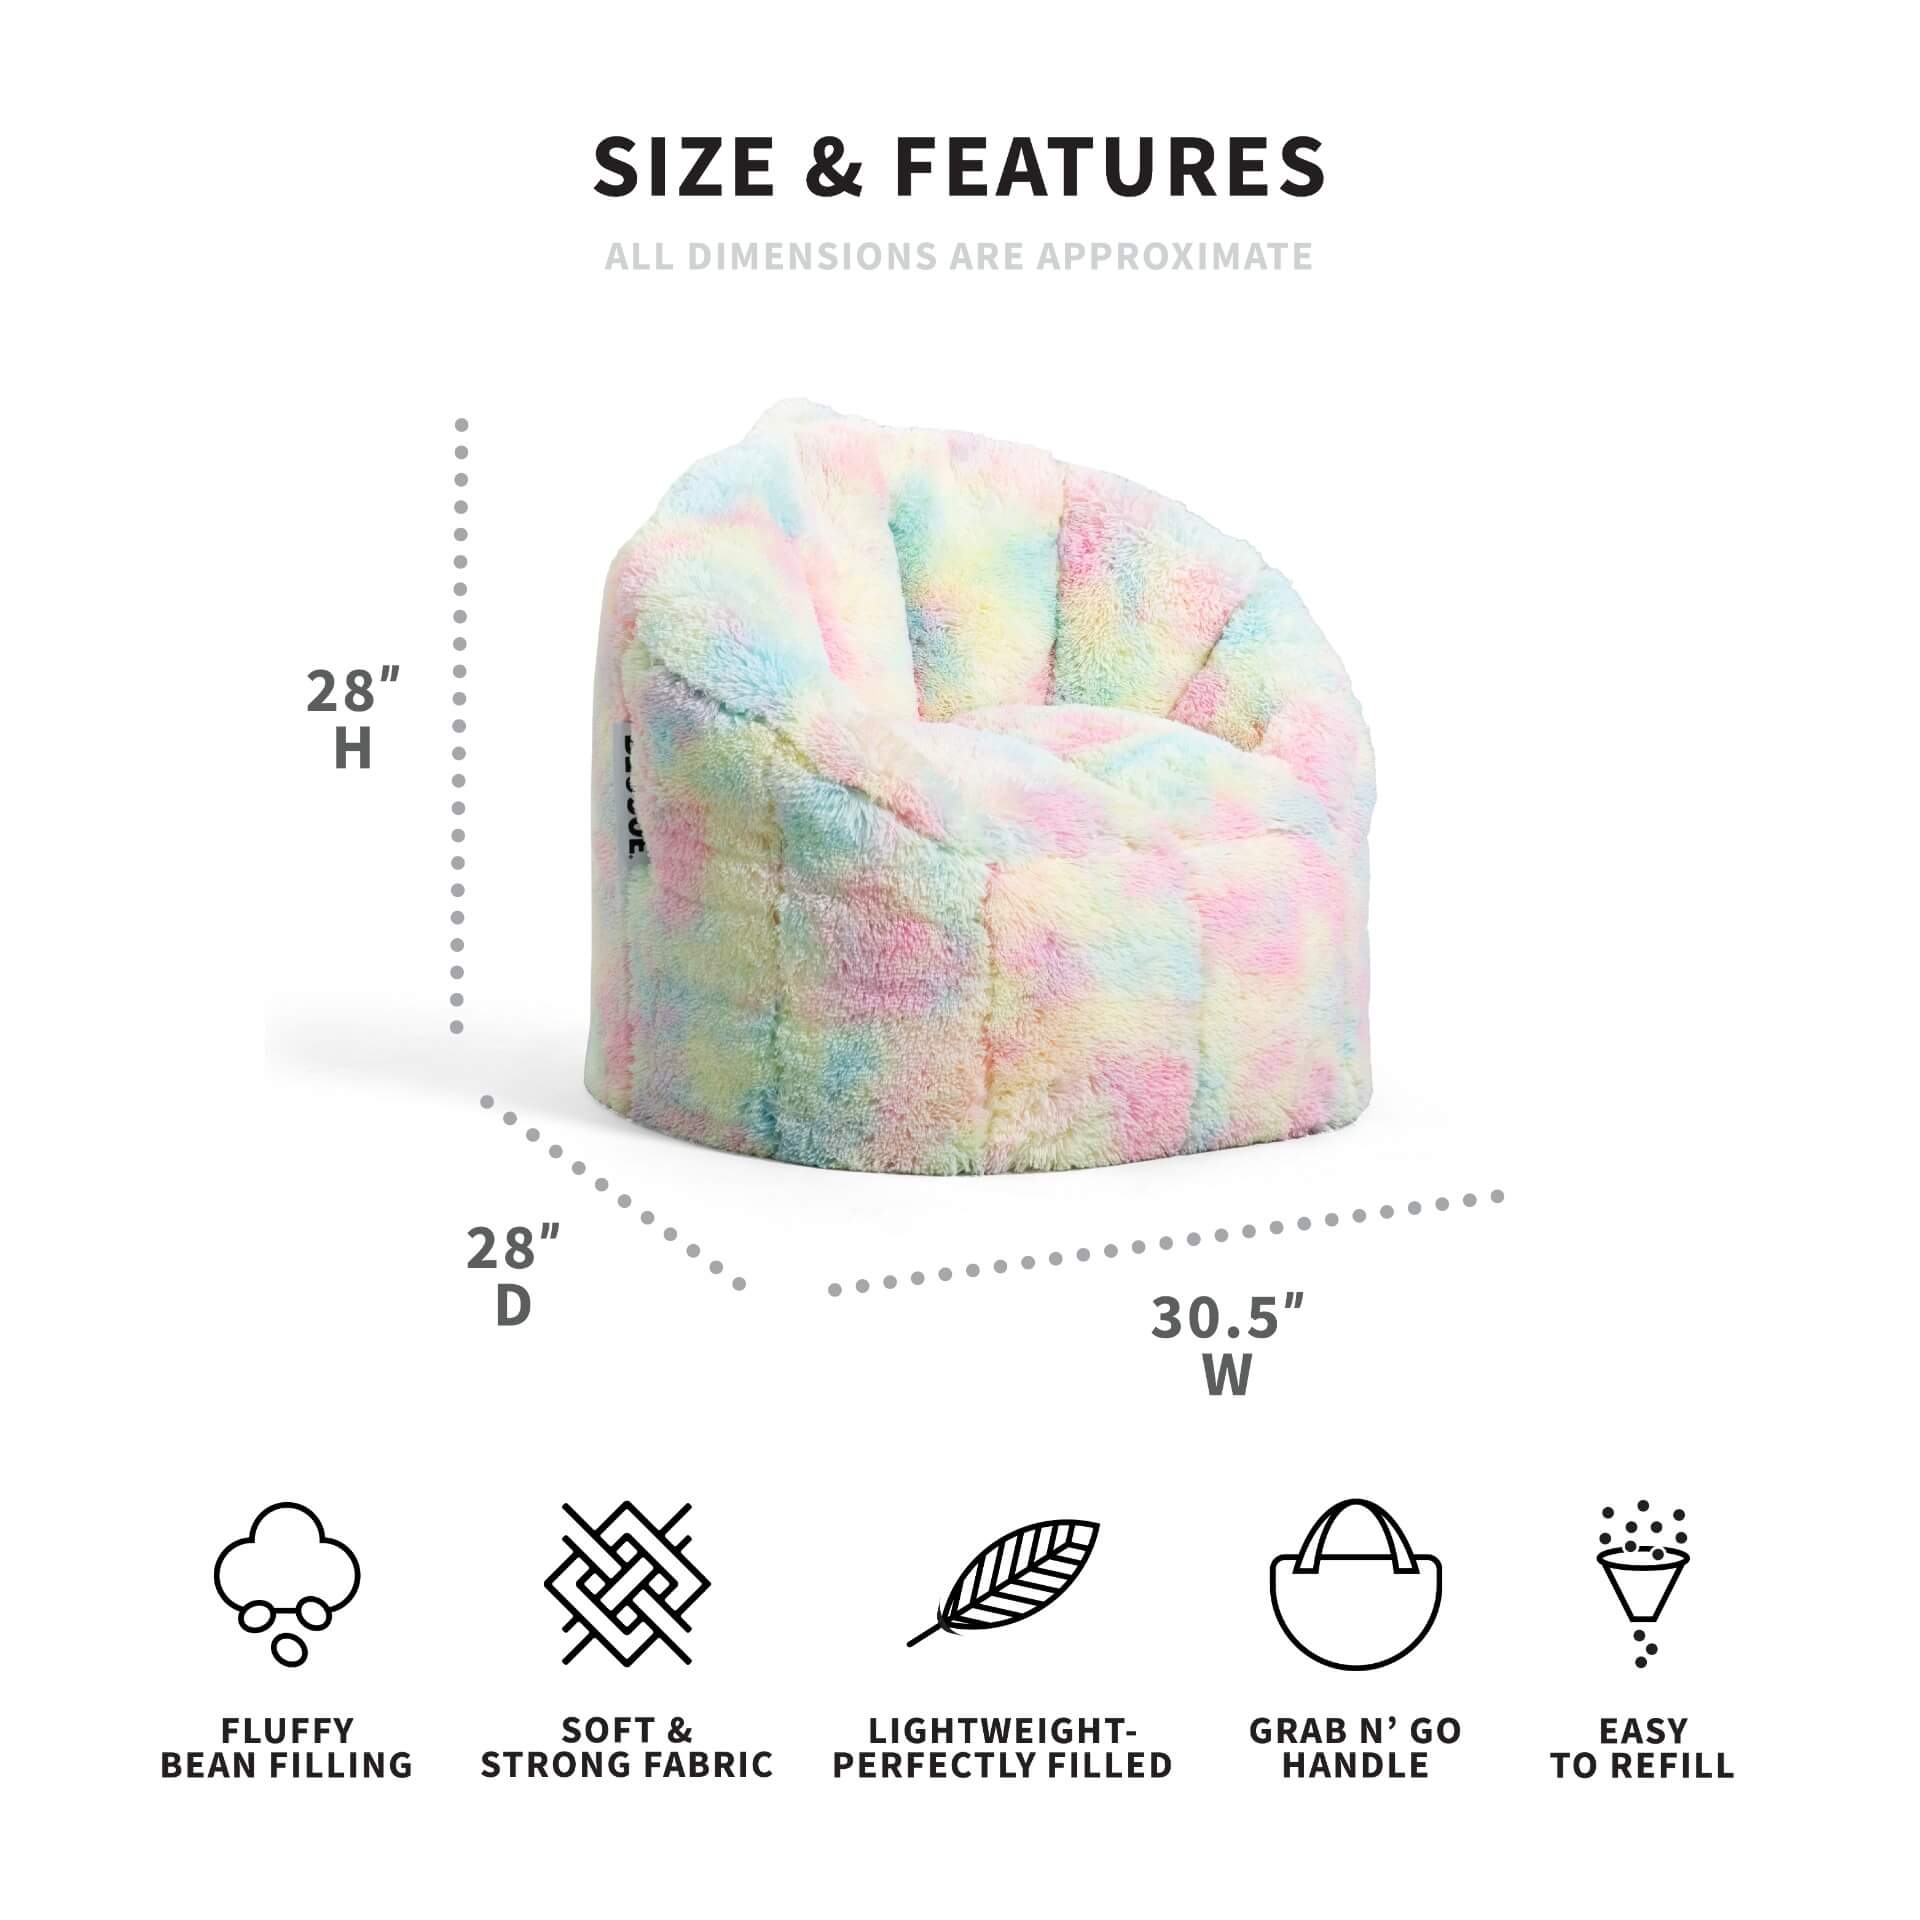 SIZE & FEATURES
ALL DIMENSIONS ARE APPROXIMATE
28″
H
28″
D
30.5″
W
FLUFFY
BEAN FILLING
SOFT &
STRONG FABRIC
LIGHTWEIGHT-
PERFECTLY FILLED
GRAB N’ GO
HANDLE
EASY
TO REFILL